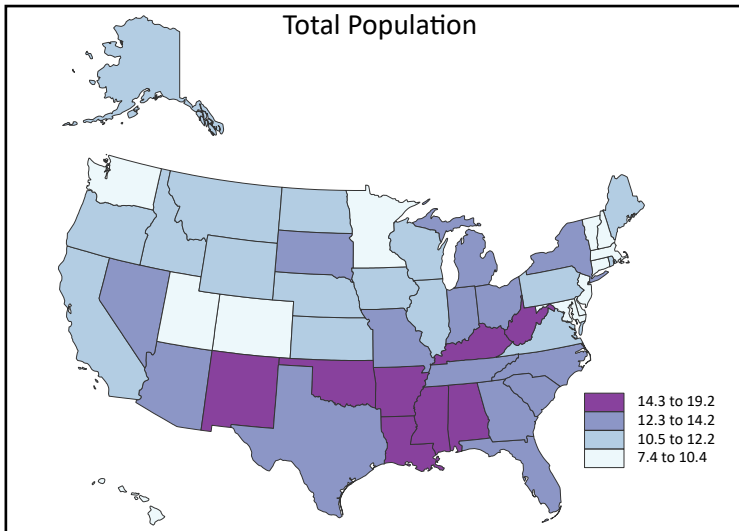 Total Population
14.3 to 19.2
12.3 to 14.2
10.5 to 12.2
7.4 to 10.4